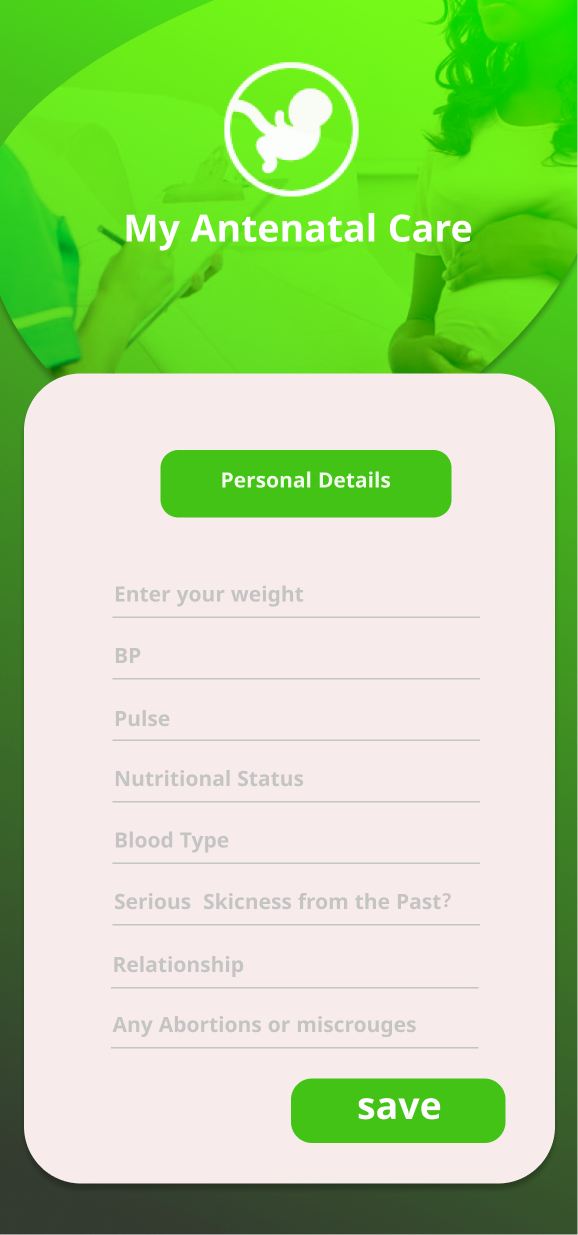 My Antenatal Care
Personal Details
Enter your weight
BP
Pulse
Nutritional Status
Blood Type
Serious  Skicness from the Past?
Relationship
Any Abortions or miscrouges
save